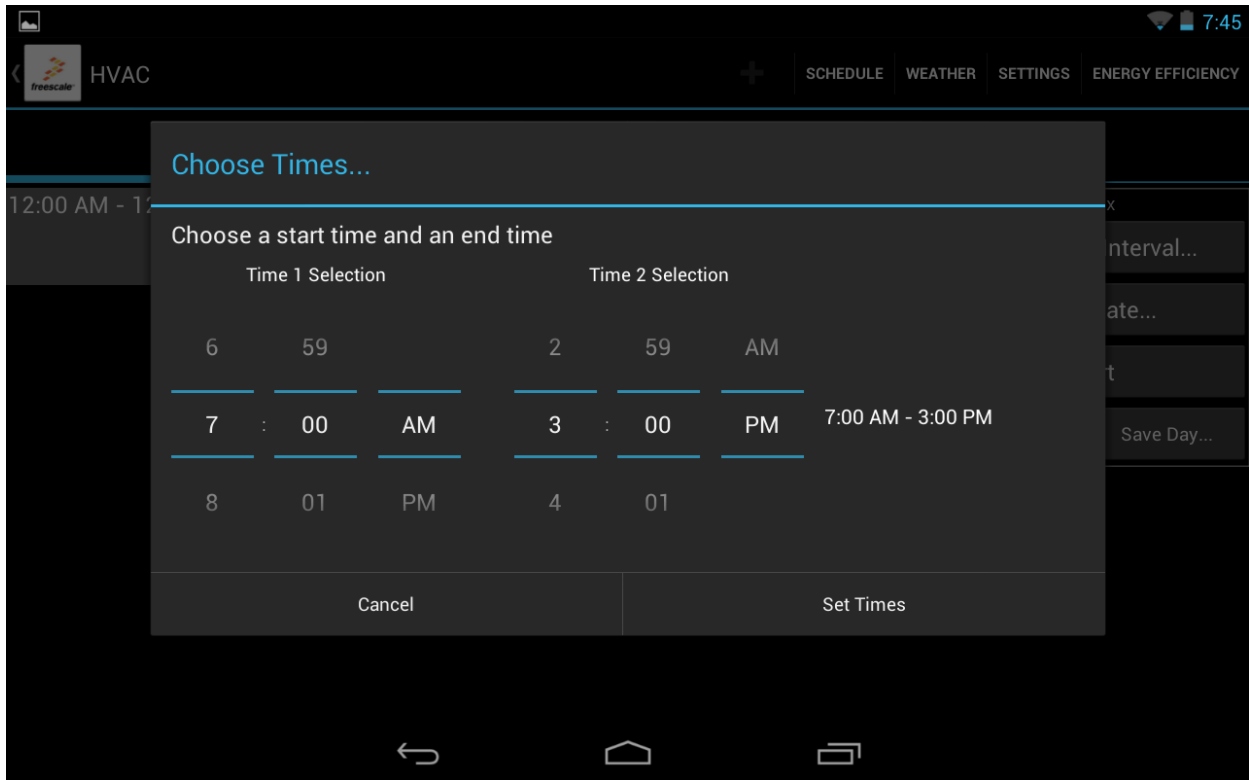 7:45
freescale
HVAC
SCHEDULE WEATHER SETTINGS ENERGY EFFICIENCY
Choose Times...
12:00 AM - 12
x
Choose a start time and an end time
nterval...
Time 1 Selection Time 2 Selection
ate...
6 59 2 59 AM
t
7 : 00 AM 3 : 00 PM 7:00 AM - 3:00 PM
Save Day...
8 01 PM 4 01
Cancel Set Times